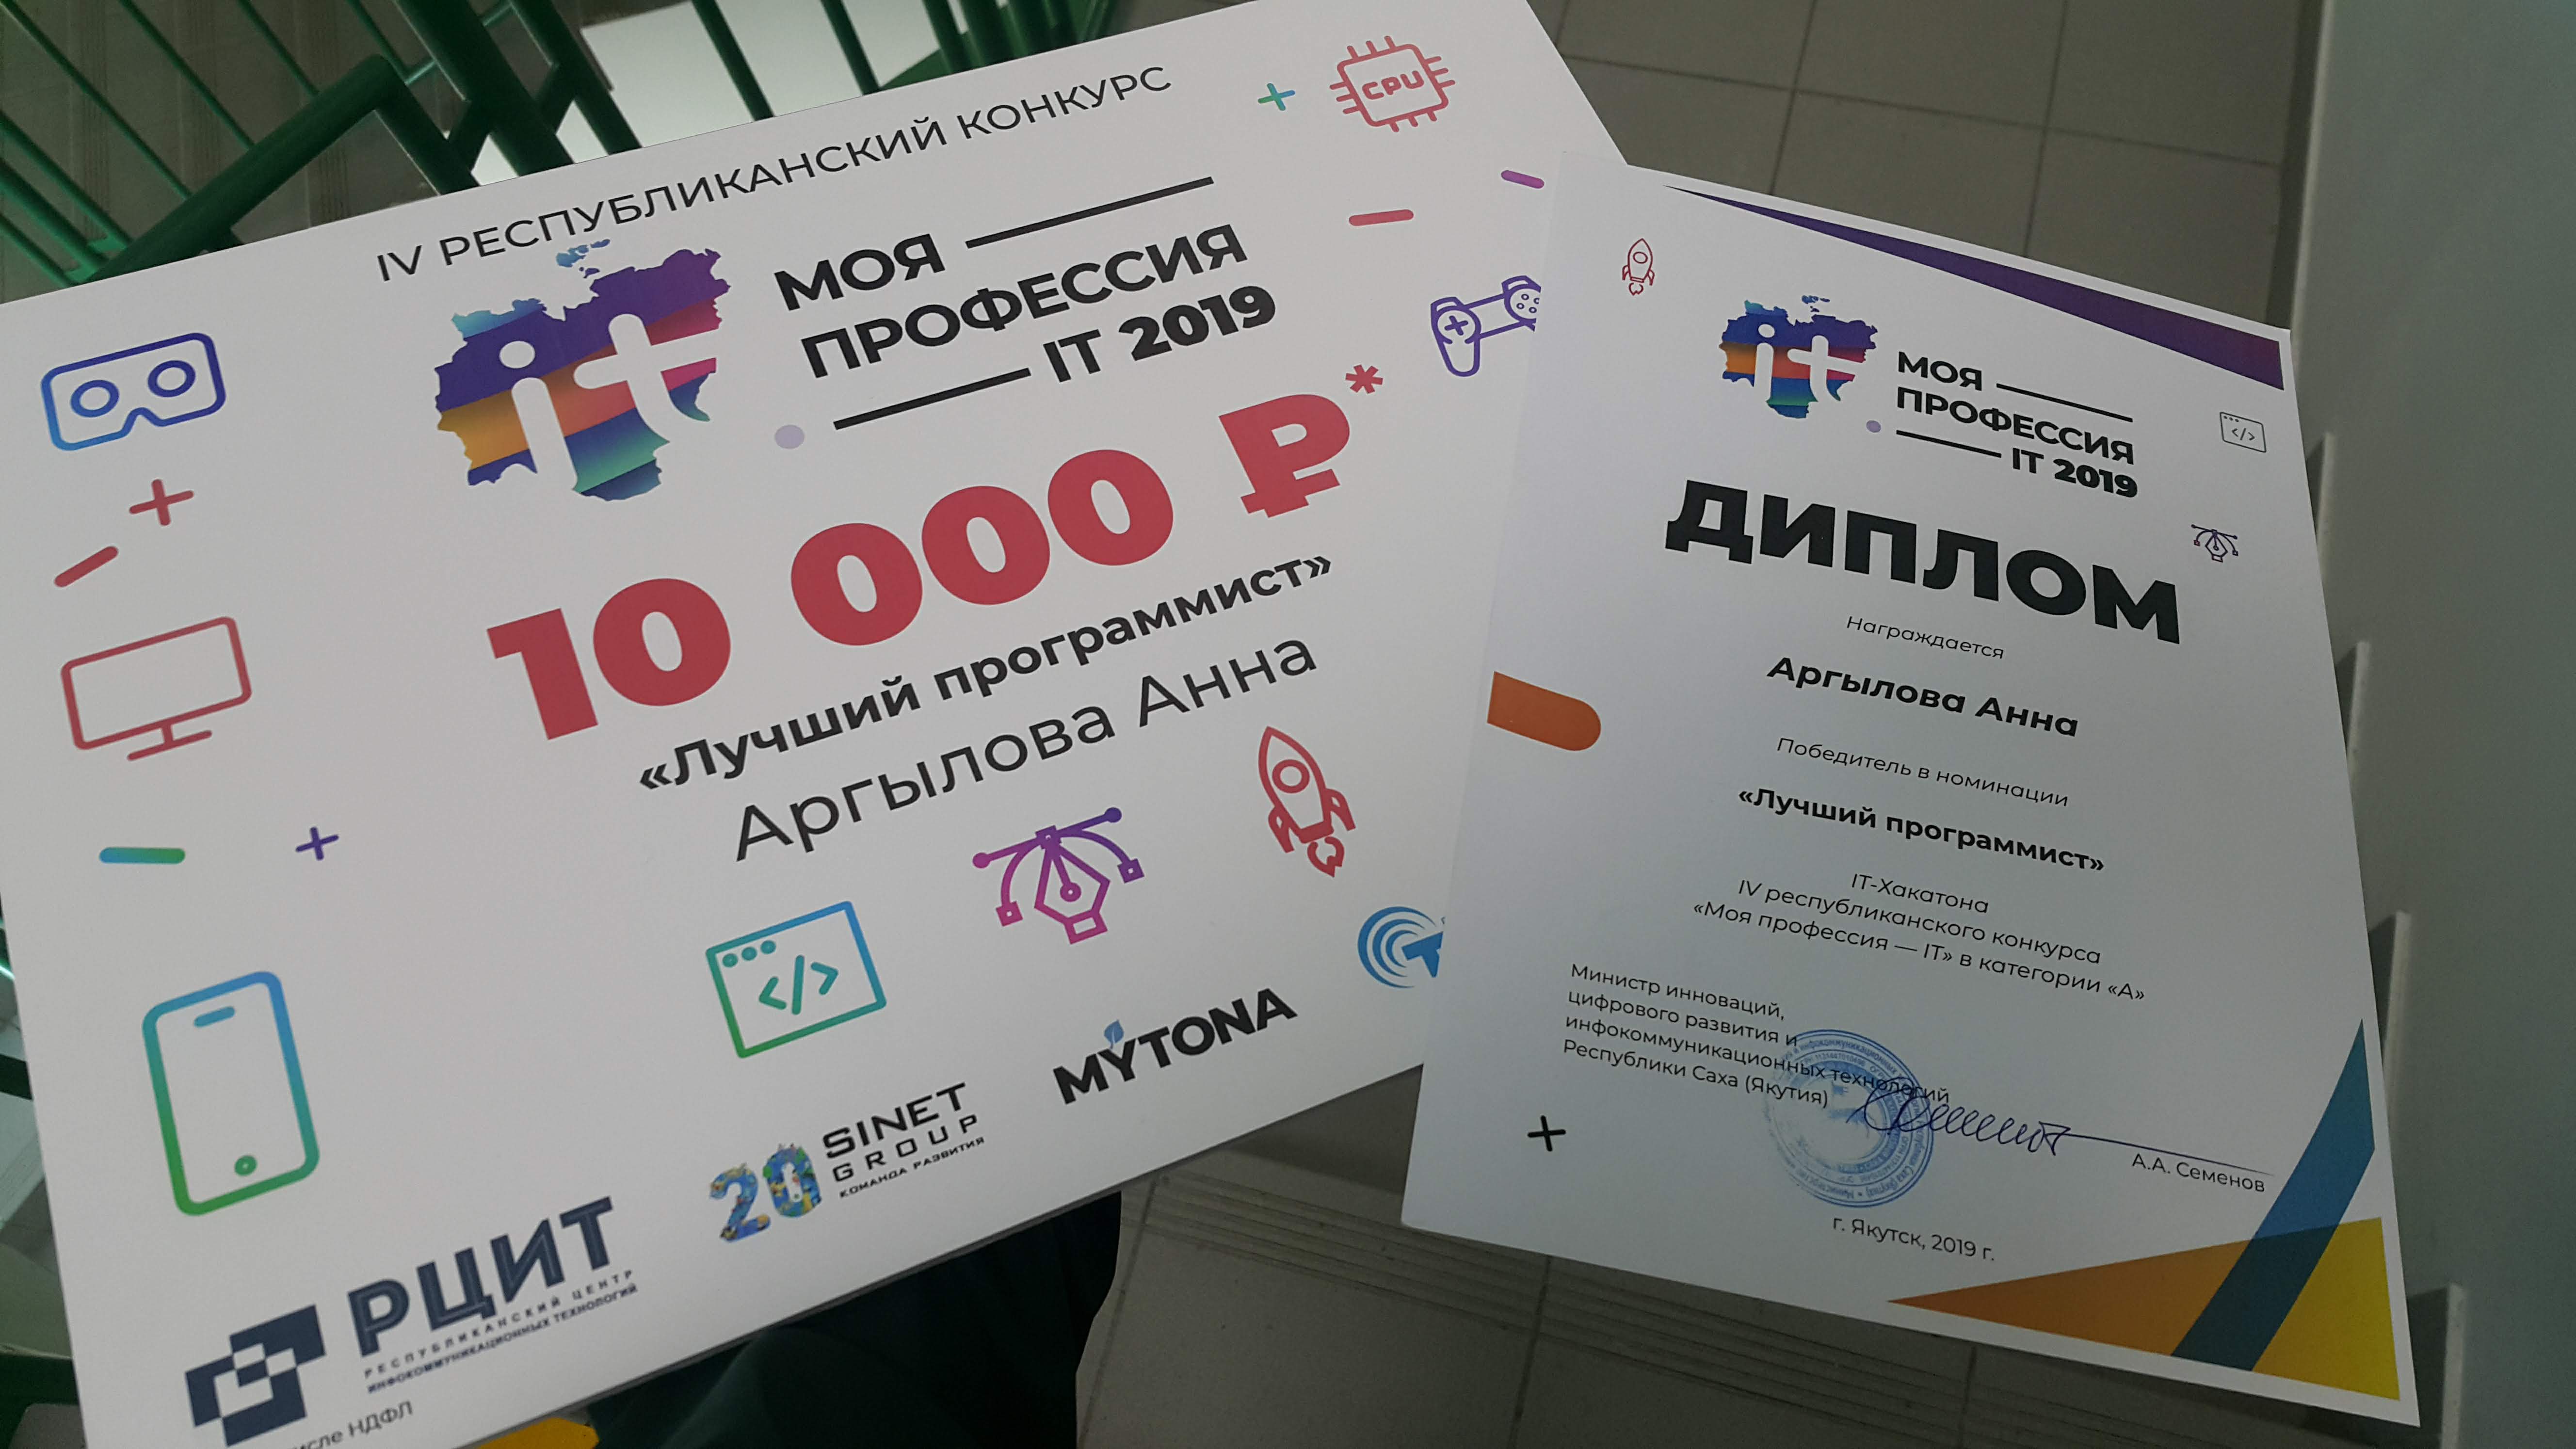 IV РЕСПУБЛИКАНСКИЙ КОНКУРС
CPU
it
МОЯ
ПРОФЕССИЯ
IT 2019
10 000 ₽*
«Лучший программист»
Аргылова Анна
</>
РЦИТ
РЕСПУБЛИКАНСКИЙ ЦЕНТР
ИНФОКОММУНИКАЦИОННЫХ ТЕХНОЛОГИЙ
20 SINET
GROUP
КОМАНДА РАЗВИТИЯ
MYTONA
НДФЛ
it
МОЯ
ПРОФЕССИЯ
IT 2019
</>
ДИПЛОМ
Награждается
Аргылова Анна
Победитель в номинации
«Лучший программист»
IT-Хакатона
IV республиканского конкурса
«Моя профессия — IT» в категории «А»
Министр инноваций,
цифрового развития и
инфокоммуникационных технологий
Республики Саха (Якутия)
А.А. Семенов
г. Якутск, 2019 г.